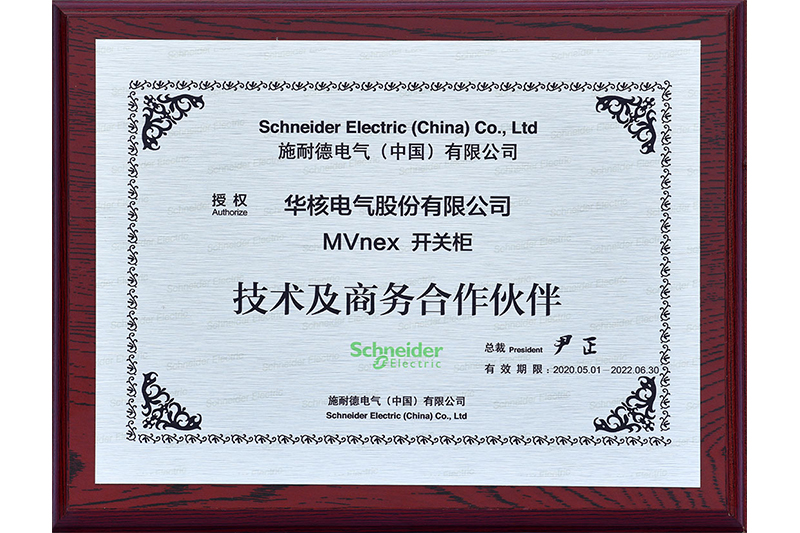 Schneider Electric (China) Co., Ltd
施耐德电气（中国）有限公司
授权 华核电气股份有限公司
Authorize
MVnex 开关柜
技术及商务合作伙伴
Schneider
Electric
总裁 President 尹正
有效期限：2020.05.01—2022.06.30
施耐德电气（中国）有限公司
Schneider Electric (China) Co., Ltd